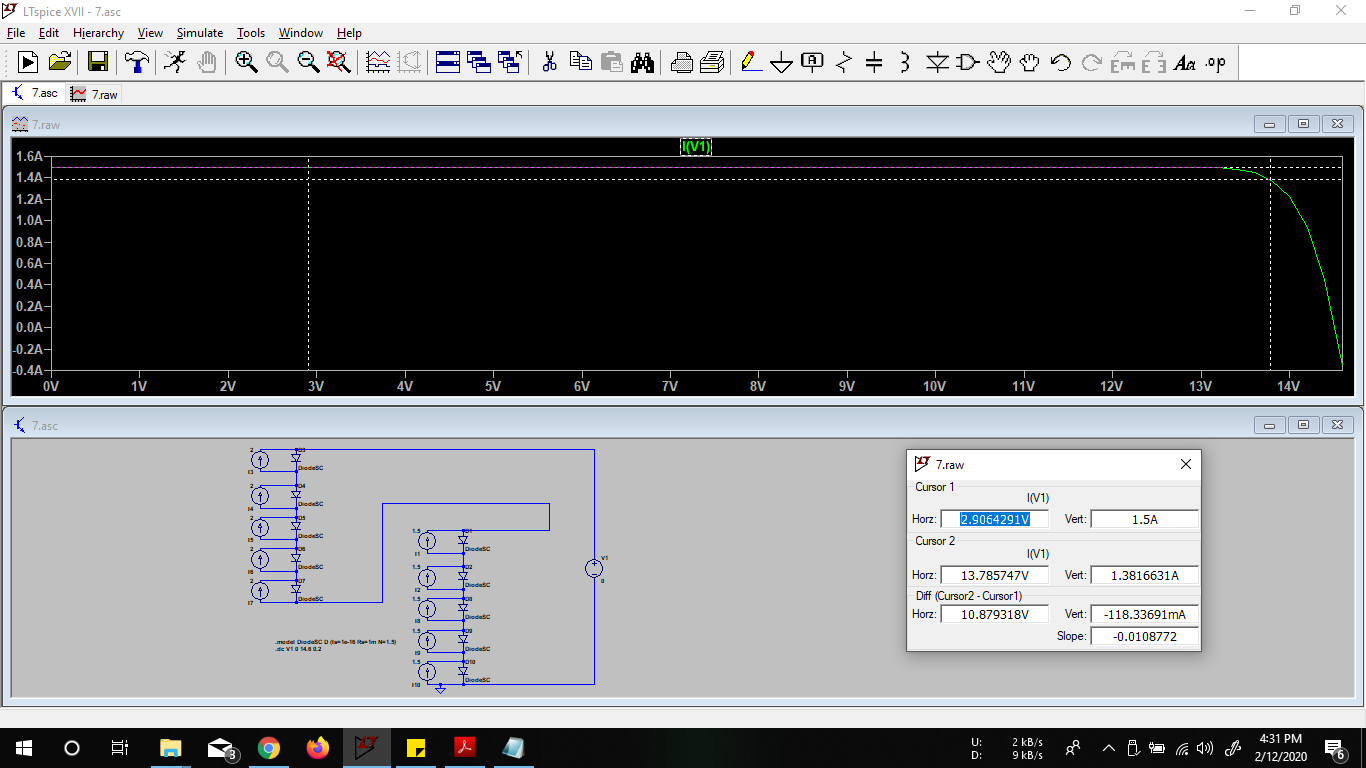 LTspice XVII - 7.asc
File Edit Hierarchy View Simulate Tools Window Help
A Aa .op
7.asc 7.raw
7.raw
I(V1)
1.6A
1.4A
1.2A
1.0A
0.8A
0.6A
0.4A
0.2A
0.0A
-0.2A
-0.4A
0V 1V 2V 3V 4V 5V 6V 7V 8V 9V 10V 11V 12V 13V 14V
7.asc
2 D3
I3 DiodeSC
2 D4
I4 DiodeSC
2 D5
I5 DiodeSC
2 D6
I6 DiodeSC
2 D7
I7 DiodeSC
1.5 D1
I1 DiodeSC
1.5 D2
I2 DiodeSC
1.5 D8
I8 DiodeSC
1.5 D9
I9 DiodeSC
1.5 D10
I10 DiodeSC
V1
0
.model DiodeSC D (Is=1e-16 Rs=1m N=1.5)
.dc V1 0 14.6 0.2
7.raw
Cursor 1
I(V1)
Horz: 2.9064291V Vert: 1.5A
Cursor 2
I(V1)
Horz: 13.785747V Vert: 1.3816631A
Diff (Cursor2 - Cursor1)
Horz: 10.879318V Vert: -118.33691mA
Slope: -0.0108772
3
U: 2 kB/s
D: 9 kB/s
4:31 PM
2/12/2020
6